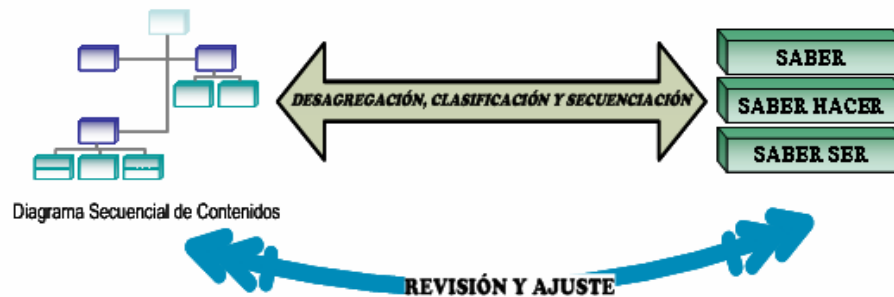 SABER
DESAGREGACIÓN, CLASIFICACIÓN Y SECUENCIACIÓN
SABER HACER
SABER SER
Diagrama Secuencial de Contenidos
REVISIÓN Y AJUSTE